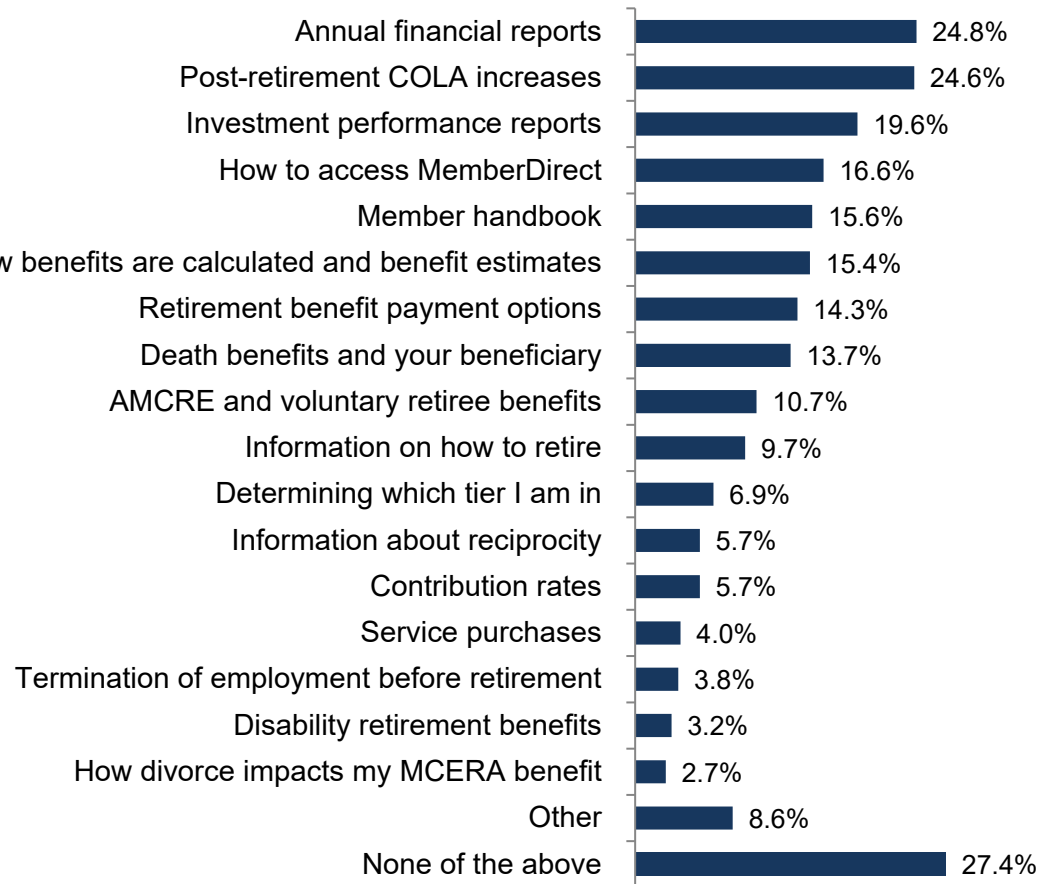 Annual financial reports 24.8%
Post-retirement COLA increases 24.6%
Investment performance reports 19.6%
How to access MemberDirect 16.6%
Member handbook 15.6%
w benefits are calculated and benefit estimates 15.4%
Retirement benefit payment options 14.3%
Death benefits and your beneficiary 13.7%
AMCRE and voluntary retiree benefits 10.7%
Information on how to retire 9.7%
Determining which tier I am in 6.9%
Information about reciprocity 5.7%
Contribution rates 5.7%
Service purchases 4.0%
Termination of employment before retirement 3.8%
Disability retirement benefits 3.2%
How divorce impacts my MCERA benefit 2.7%
Other 8.6%
None of the above 27.4%